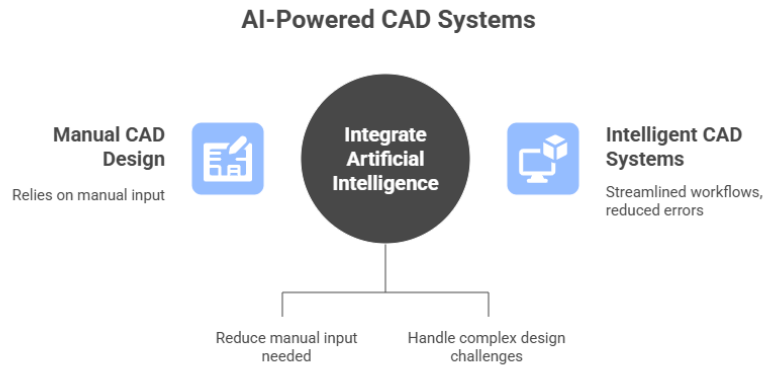 AI-Powered CAD Systems
Manual CAD
Design
Relies on manual input
Integrate
Artificial
Intelligence
Intelligent CAD
Systems
Streamlined workflows,
reduced errors
Reduce manual input
needed
Handle complex design
challenges